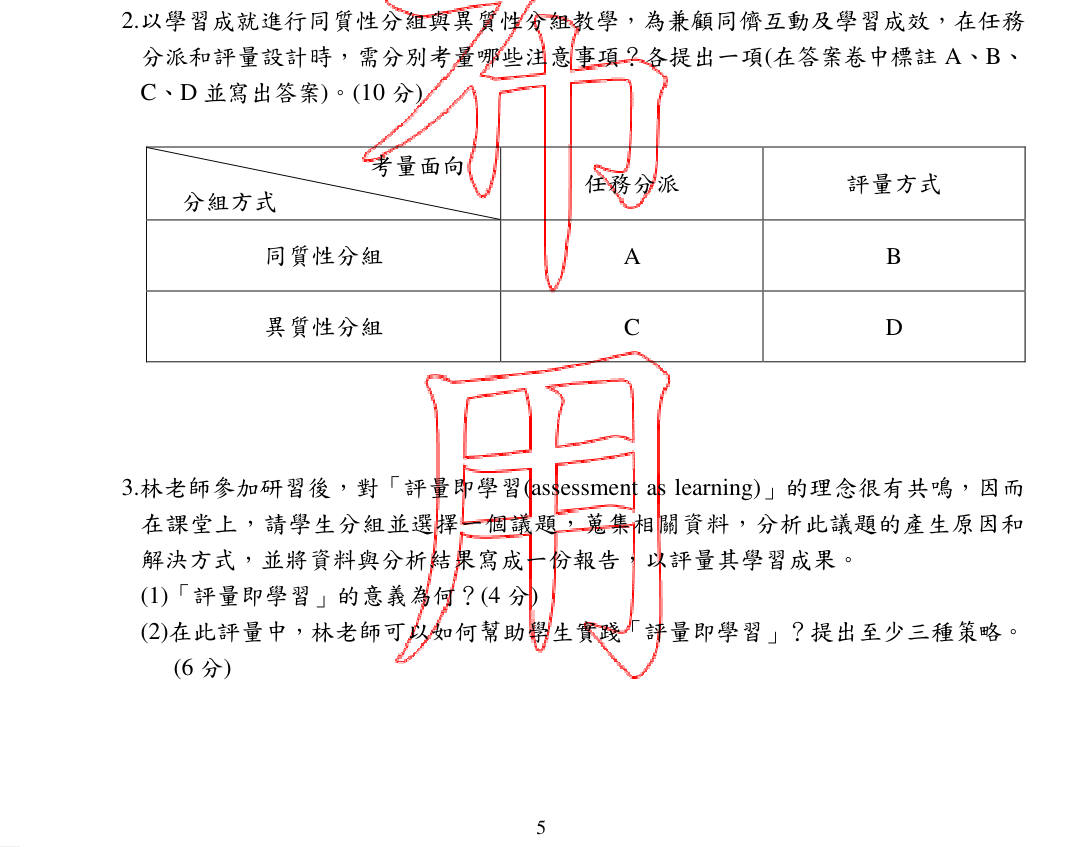 2.以學習成就進行同質性分組與異質性分組教學，為兼顧同儕互動及學習成效，在任務
分派和評量設計時，需分別考量哪些注意事項？各提出一項(在答案卷中標註 A、B、
C、D 並寫出答案)。(10 分)
考量面向
分組方式
任務分派
評量方式
同質性分組
A
B
異質性分組
C
D
3.林老師參加研習後，對「評量即學習(assessment as learning)」的理念很有共鳴，因而
在課堂上，請學生分組並選擇一個議題，蒐集相關資料，分析此議題的產生原因和
解決方式，並將資料與分析結果寫成一份報告，以評量其學習成果。
(1)「評量即學習」的意義為何？(4 分)
(2)在此評量中，林老師可以如何幫助學生實踐「評量即學習」？提出至少三種策略。
(6 分)
布
用
5